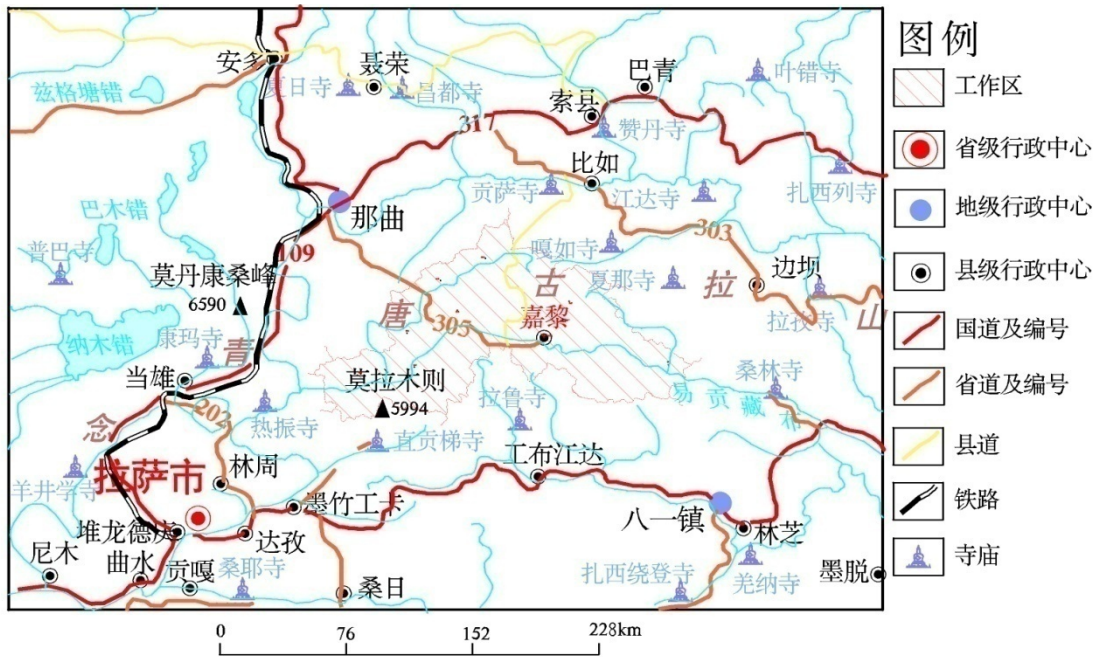 安多
聂荣
巴青
叶错寺
兹格塘错
夏日寺
昌都寺
索县
317
赞丹寺
比如
贡萨寺
江达寺
扎西列寺
那曲
巴木错
109
303
普巴寺
莫丹康桑峰
6590
嘎如寺
夏那寺
边坝
古
拉
山
唐
305
嘉黎
拉孜寺
纳木错
康玛寺
青
当雄
莫拉木则
5994
桑林寺
202
热振寺
拉鲁寺
易贡藏布
念
直贡梯寺
林周
工布江达
拉萨市
羊井学寺
墨竹工卡
八一镇
堆龙德庆
达孜
林芝
尼木
曲水
贡嘎
桑耶寺
桑日
扎西绕登寺
羌纳寺
墨脱
0 76 152 228km
图例
工作区
省级行政中心
地级行政中心
县级行政中心
国道及编号
省道及编号
县道
铁路
寺庙